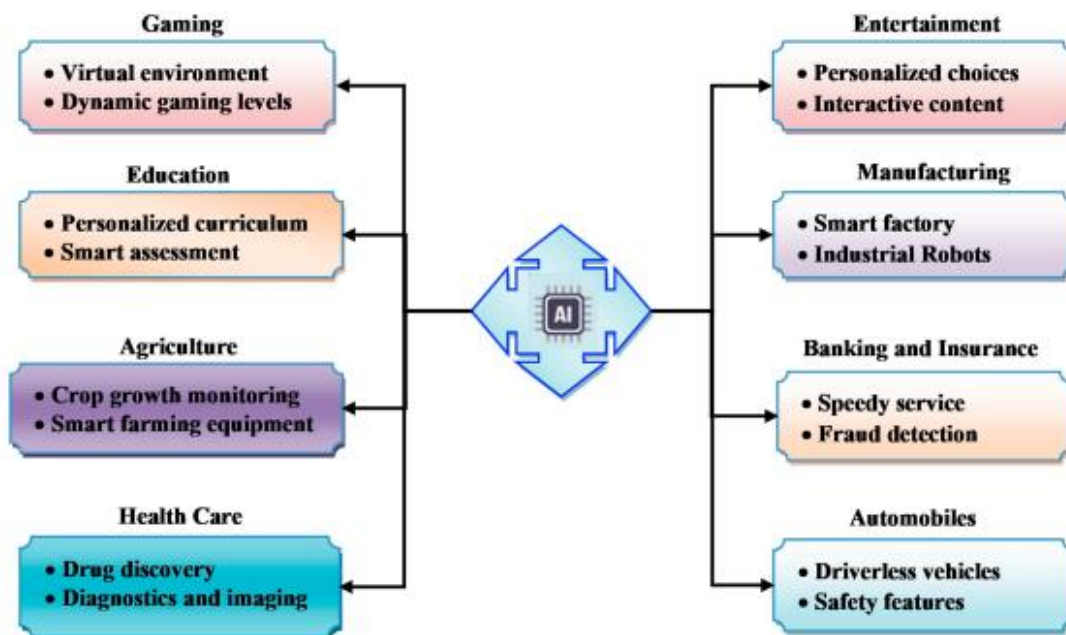 Gaming
• Virtual environment
• Dynamic gaming levels
Education
• Personalized curriculum
• Smart assessment
Agriculture
• Crop growth monitoring
• Smart farming equipment
Health Care
• Drug discovery
• Diagnostics and imaging
AI
Entertainment
• Personalized choices
• Interactive content
Manufacturing
• Smart factory
• Industrial Robots
Banking and Insurance
• Speedy service
• Fraud detection
Automobiles
• Driverless vehicles
• Safety features